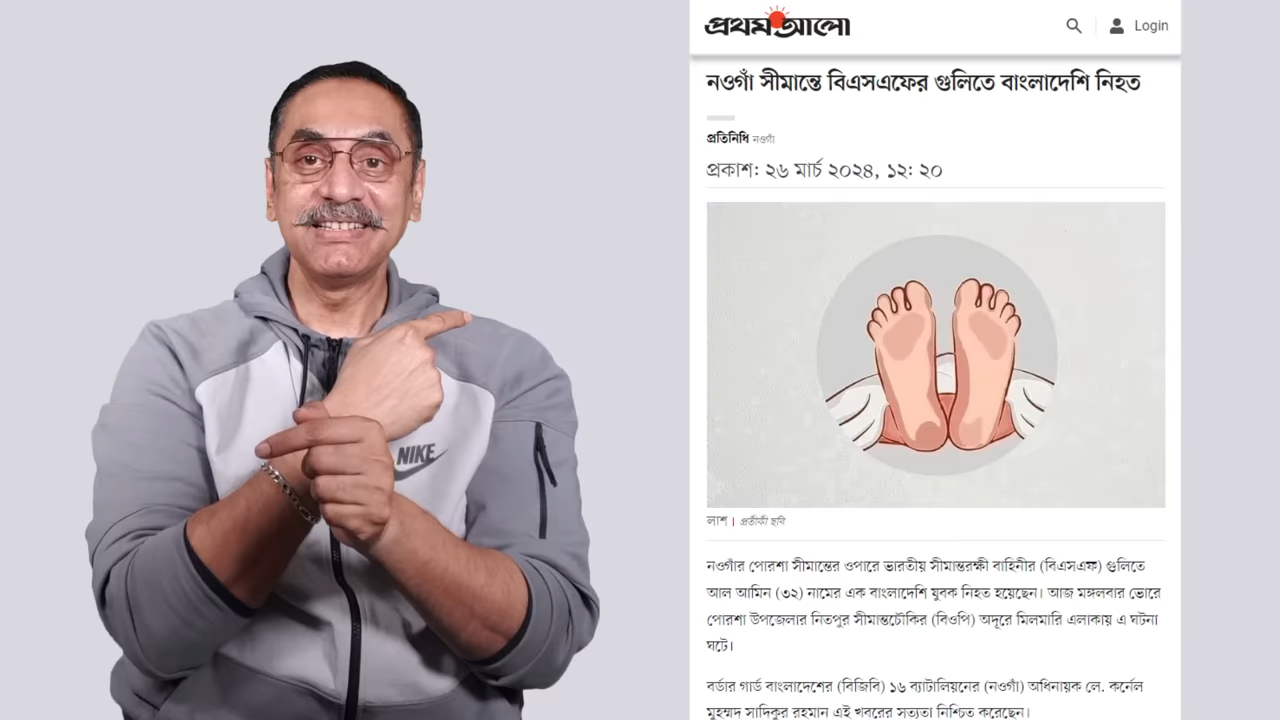 প্রথম আলো
Login
নওগাঁ সীমান্তে বিএসএফের গুলিতে বাংলাদেশি নিহত
প্রতিনিধি নওগাঁ
প্রকাশ: ২৬ মার্চ ২০২৪, ১২: ২০
NIKE
লাশ | প্রতীকী ছবি
নওগাঁর পোরশা সীমান্তের ওপারে ভারতীয় সীমান্তরক্ষী বাহিনীর (বিএসএফ) গুলিতে
আল আমিন (৩২) নামের এক বাংলাদেশি যুবক নিহত হয়েছেন। আজ মঙ্গলবার ভোরে
পোরশা উপজেলার নিতপুর সীমান্তচৌকির (বিওপি) অদূরে মিলমারি এলাকায় এ ঘটনা
ঘটে।
বর্ডার গার্ড বাংলাদেশের (বিজিবি) ১৬ ব্যাটালিয়নের (নওগাঁ) অধিনায়ক লে. কর্নেল
মুহম্মদ সাদিকুর রহমান এই খবরের সত্যতা নিশ্চিত করেছেন।